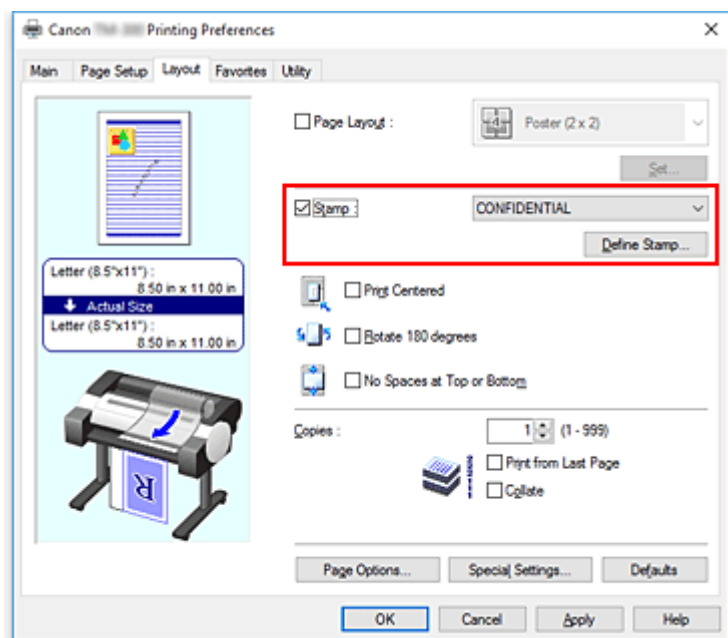 Canon Printing Preferences
Main Page Setup Layout Favorites Utility
Page Layout :
4
Poster (2 x 2)
Set...
Stamp :
CONFIDENTIAL
Define Stamp...
Letter (8.5"x11") :
8.50 in x 11.00 in
Actual Size
Letter (8.5"x11") :
8.50 in x 11.00 in
Print Centered
Rotate 180 degrees
No Spaces at Top or Bottom
Copies :
1 (1 - 999)
Print from Last Page
Collate
R
Page Options... Special Settings... Defaults
OK Cancel Apply Help